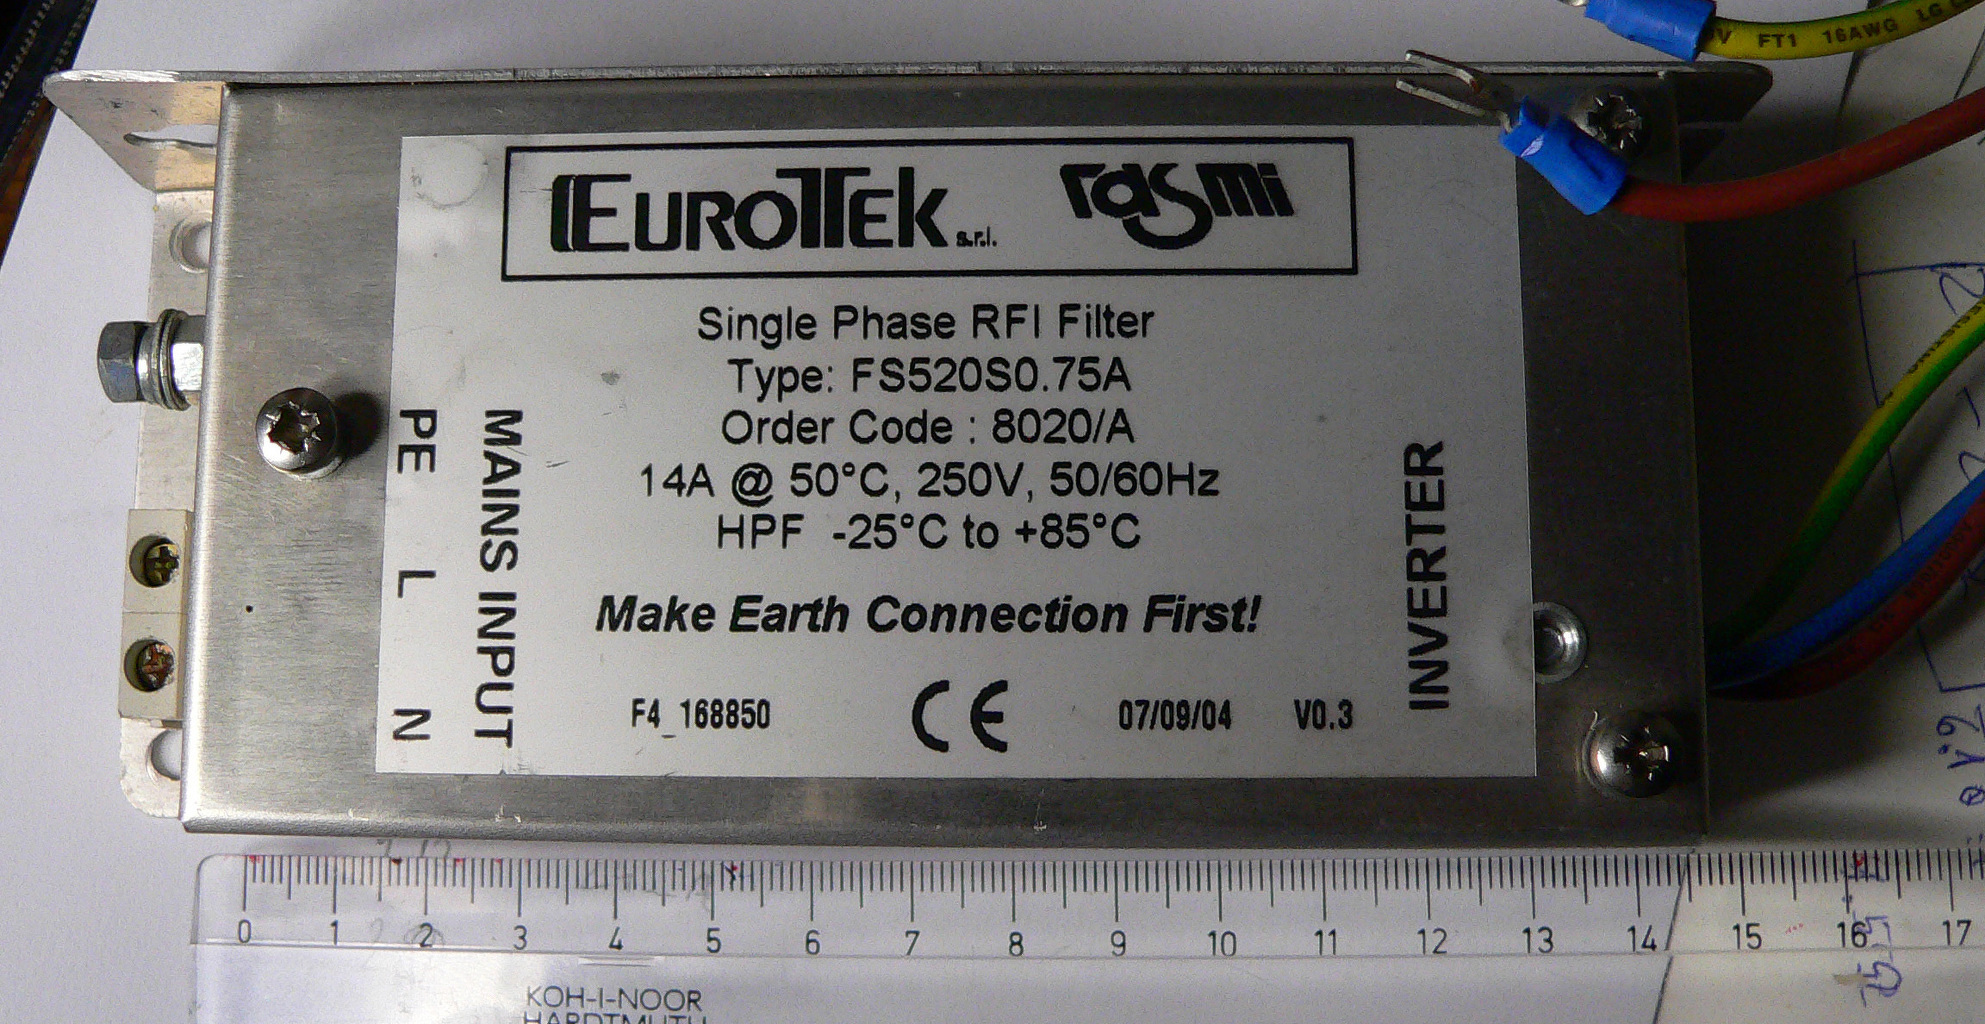 EUROTEK s.r.l. rasmi
Single Phase RFI Filter
Type: FS520S0.75A
Order Code : 8020/A
14A @ 50°C, 250V, 50/60Hz
HPF -25°C to +85°C
Make Earth Connection First!
F4_168850 CE 07/09/04 V0.3
PE L N
MAINS INPUT
INVERTER
FT1 16AWG LG
0 1 2 3 4 5 6 7 8 9 10 11 12 13 14 15 16 17
KOH-I-NOOR
HARDTMUTH